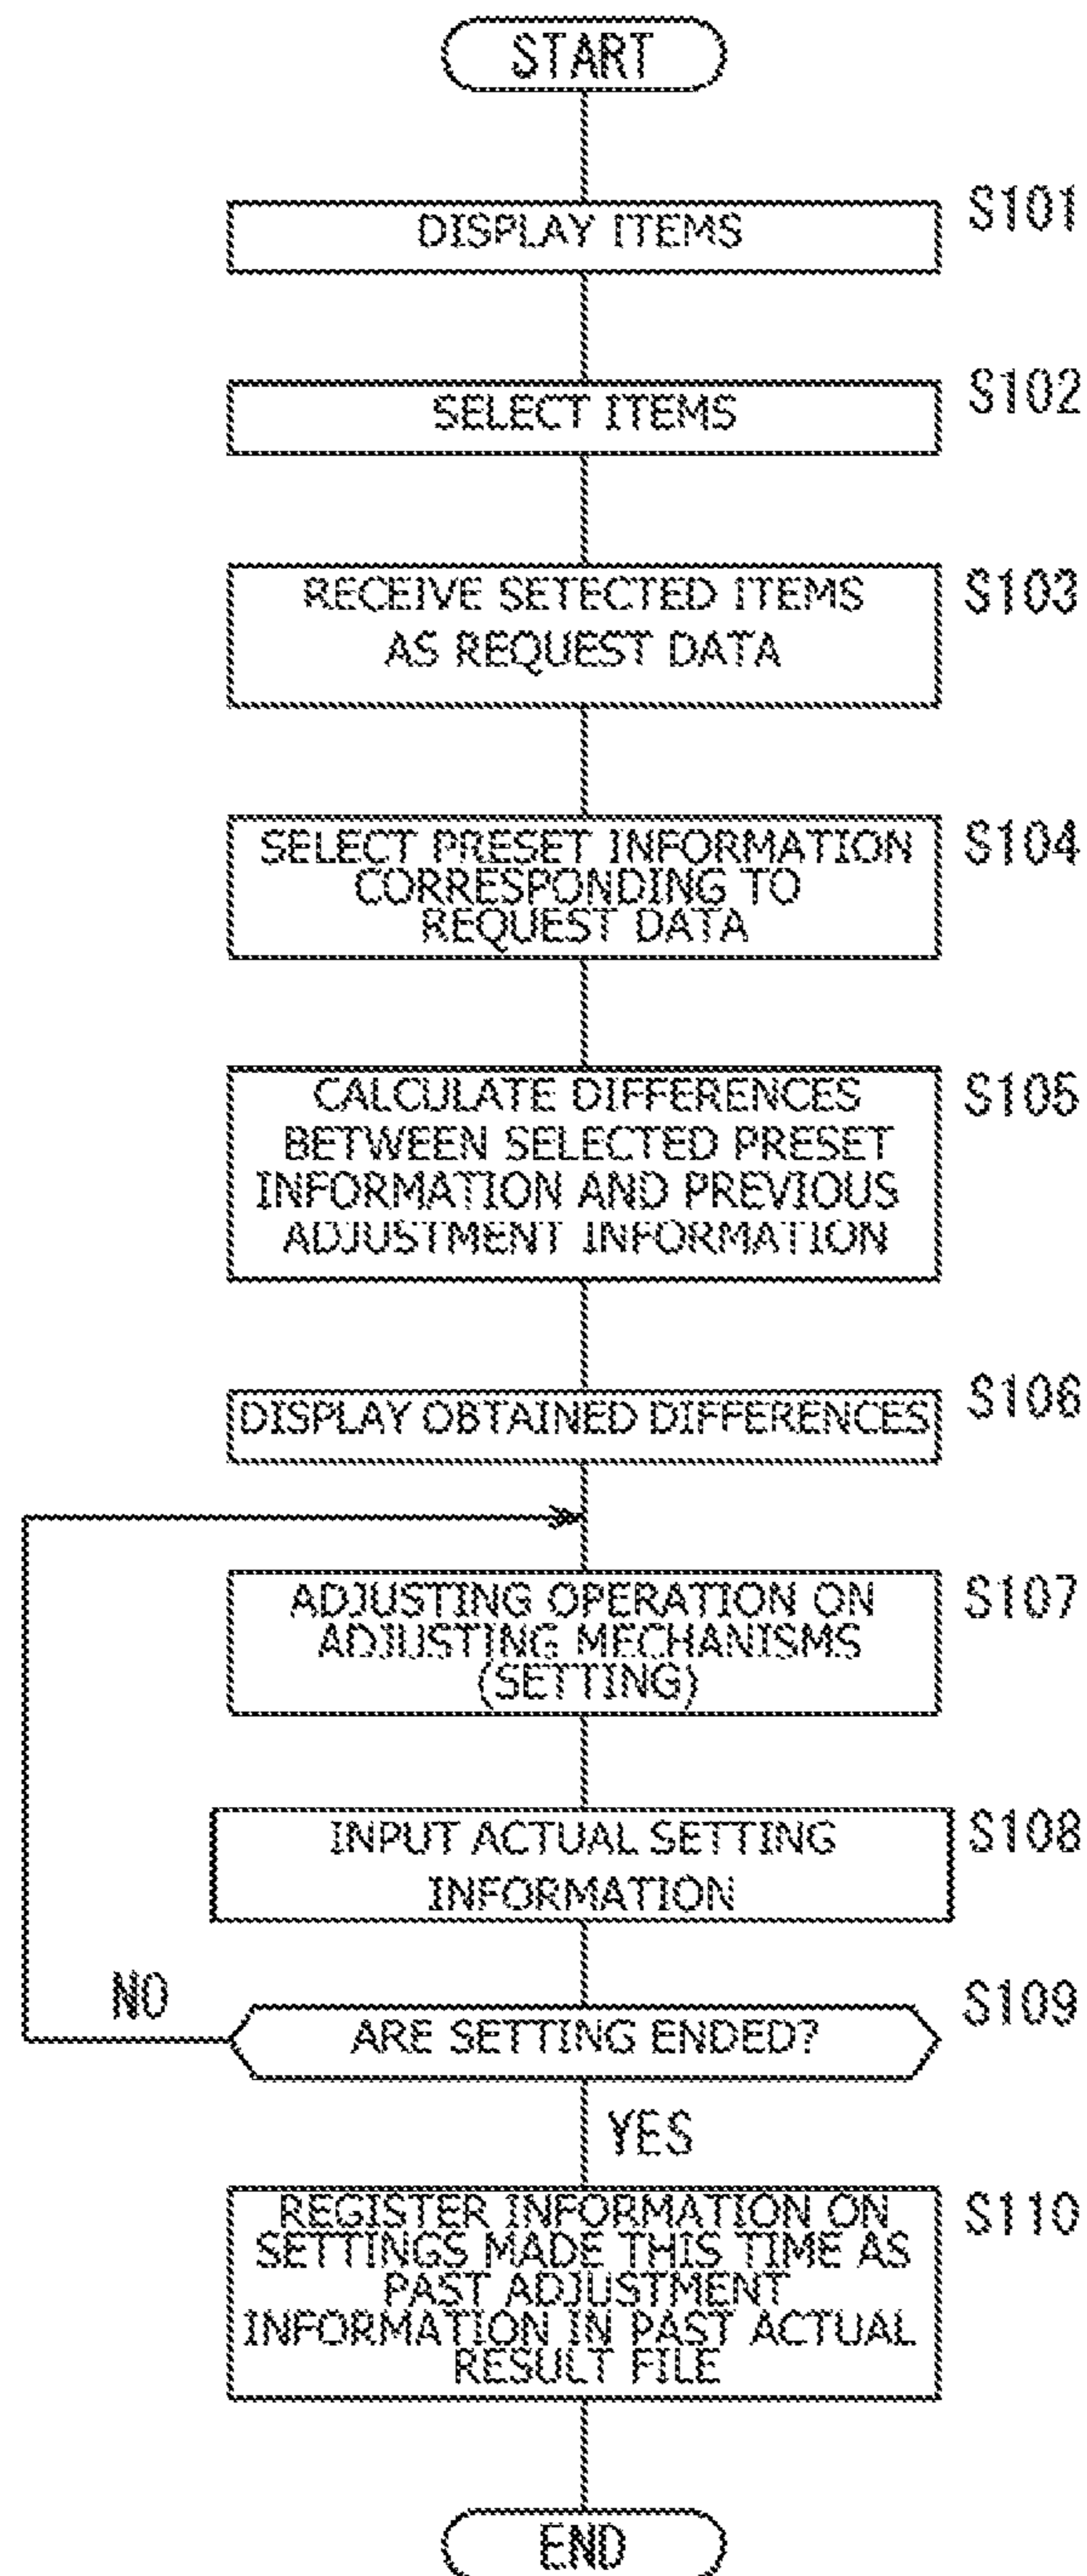 START
DISPLAY ITEMS
S101
SELECT ITEMS
S102
RECEIVE SETECTED ITEMS
AS REQUEST DATA
S103
SELECT PRESET INFORMATION
CORRESPONDING TO
REQUEST DATA
S104
CALCULATE DIFFERENCES
BETWEEN SELECTED PRESET
INFORMATION AND PREVIOUS
ADJUSTMENT INFORMATION
S105
DISPLAY OBTAINED DIFFERENCES
S106
ADJUSTING OPERATION ON
ADJUSTING MECHANISMS
(SETTING)
S107
INPUT ACTUAL SETTING
INFORMATION
S108
NO
ARE SETTING ENDED?
S109
YES
REGISTER INFORMATION ON
SETTINGS MADE THIS TIME AS
PAST ADJUSTMENT
INFORMATION IN PAST ACTUAL
RESULT FILE
S110
END